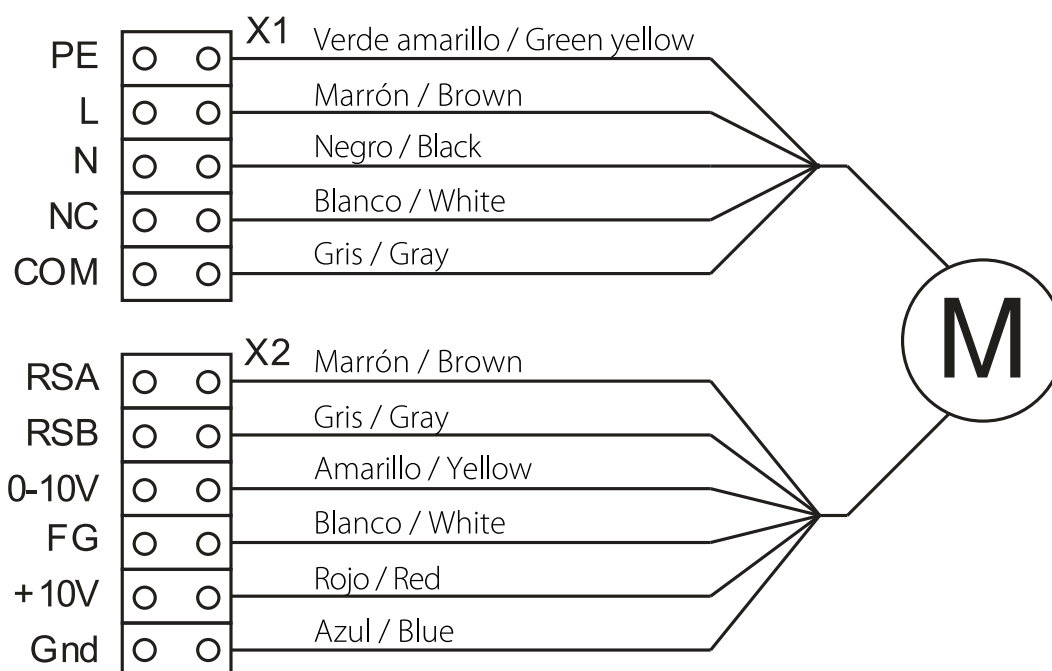 X1
PE Verde amarillo / Green yellow
L Marrón / Brown
N Negro / Black
NC Blanco / White
COM Gris / Gray
M
X2
RSA Marrón / Brown
RSB Gris / Gray
0-10V Amarillo / Yellow
FG Blanco / White
+10V Rojo / Red
Gnd Azul / Blue